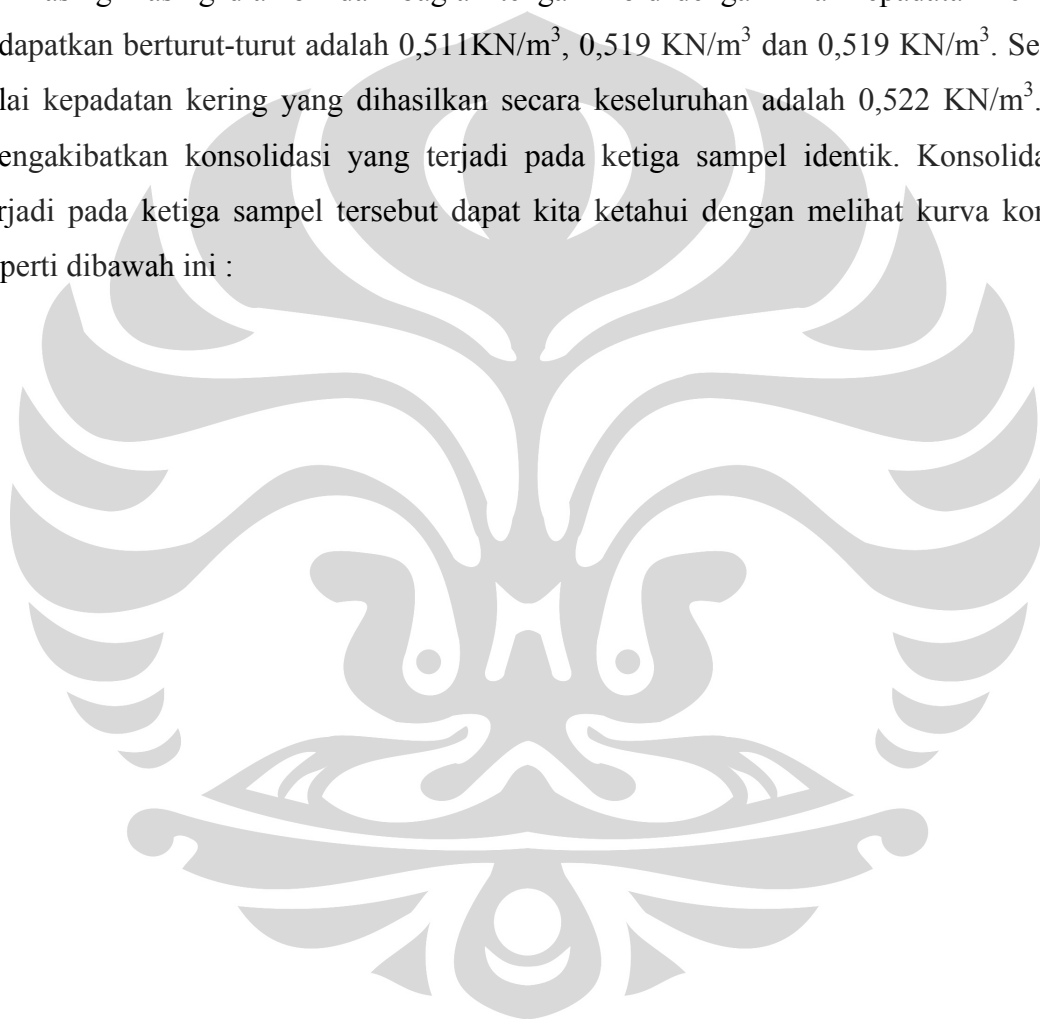 dapatkan berturut-turut adalah 0,511KN/m³, 0,519 KN/m³ dan 0,519 KN/m³. Se
lai kepadatan kering yang dihasilkan secara keseluruhan adalah 0,522 KN/m³.
engakibatkan konsolidasi yang terjadi pada ketiga sampel identik. Konsolida
rjadi pada ketiga sampel tersebut dapat kita ketahui dengan melihat kurva kon
perti dibawah ini :